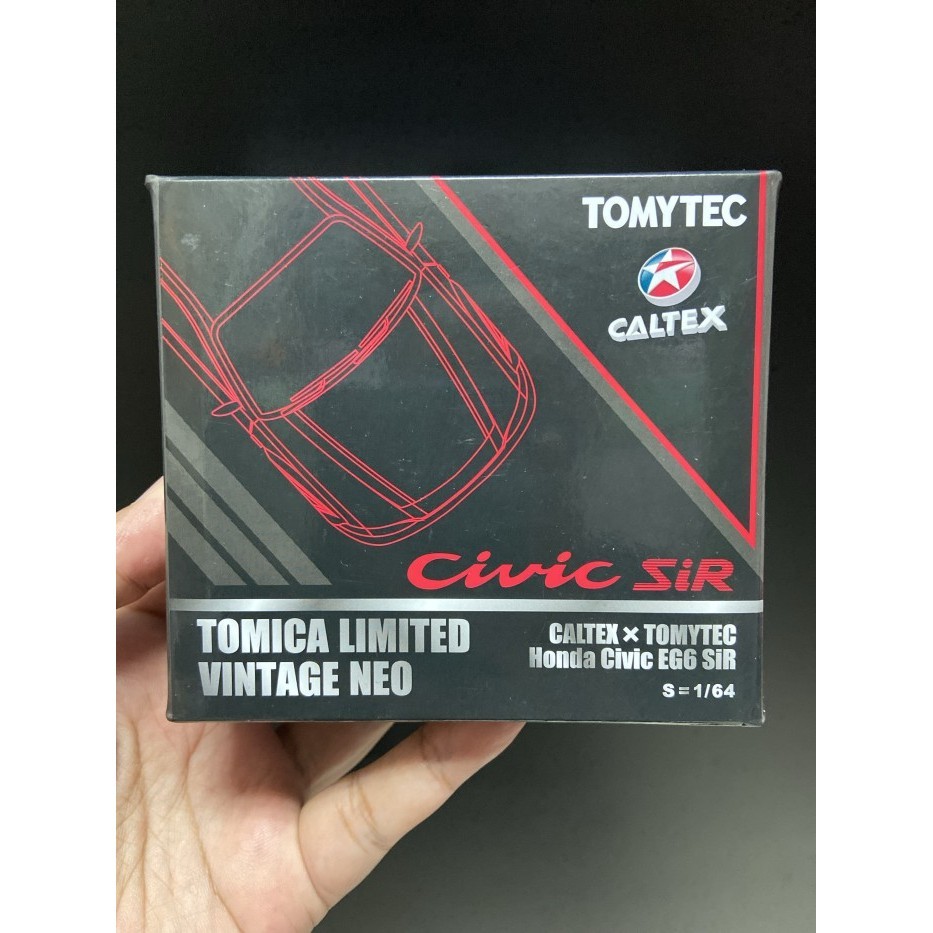 TOMYTEC
CALTEX
Civic SiR
TOMICA LIMITED
VINTAGE NEO
CALTEX × TOMYTEC
Honda Civic EG6 SiR
S=1/64